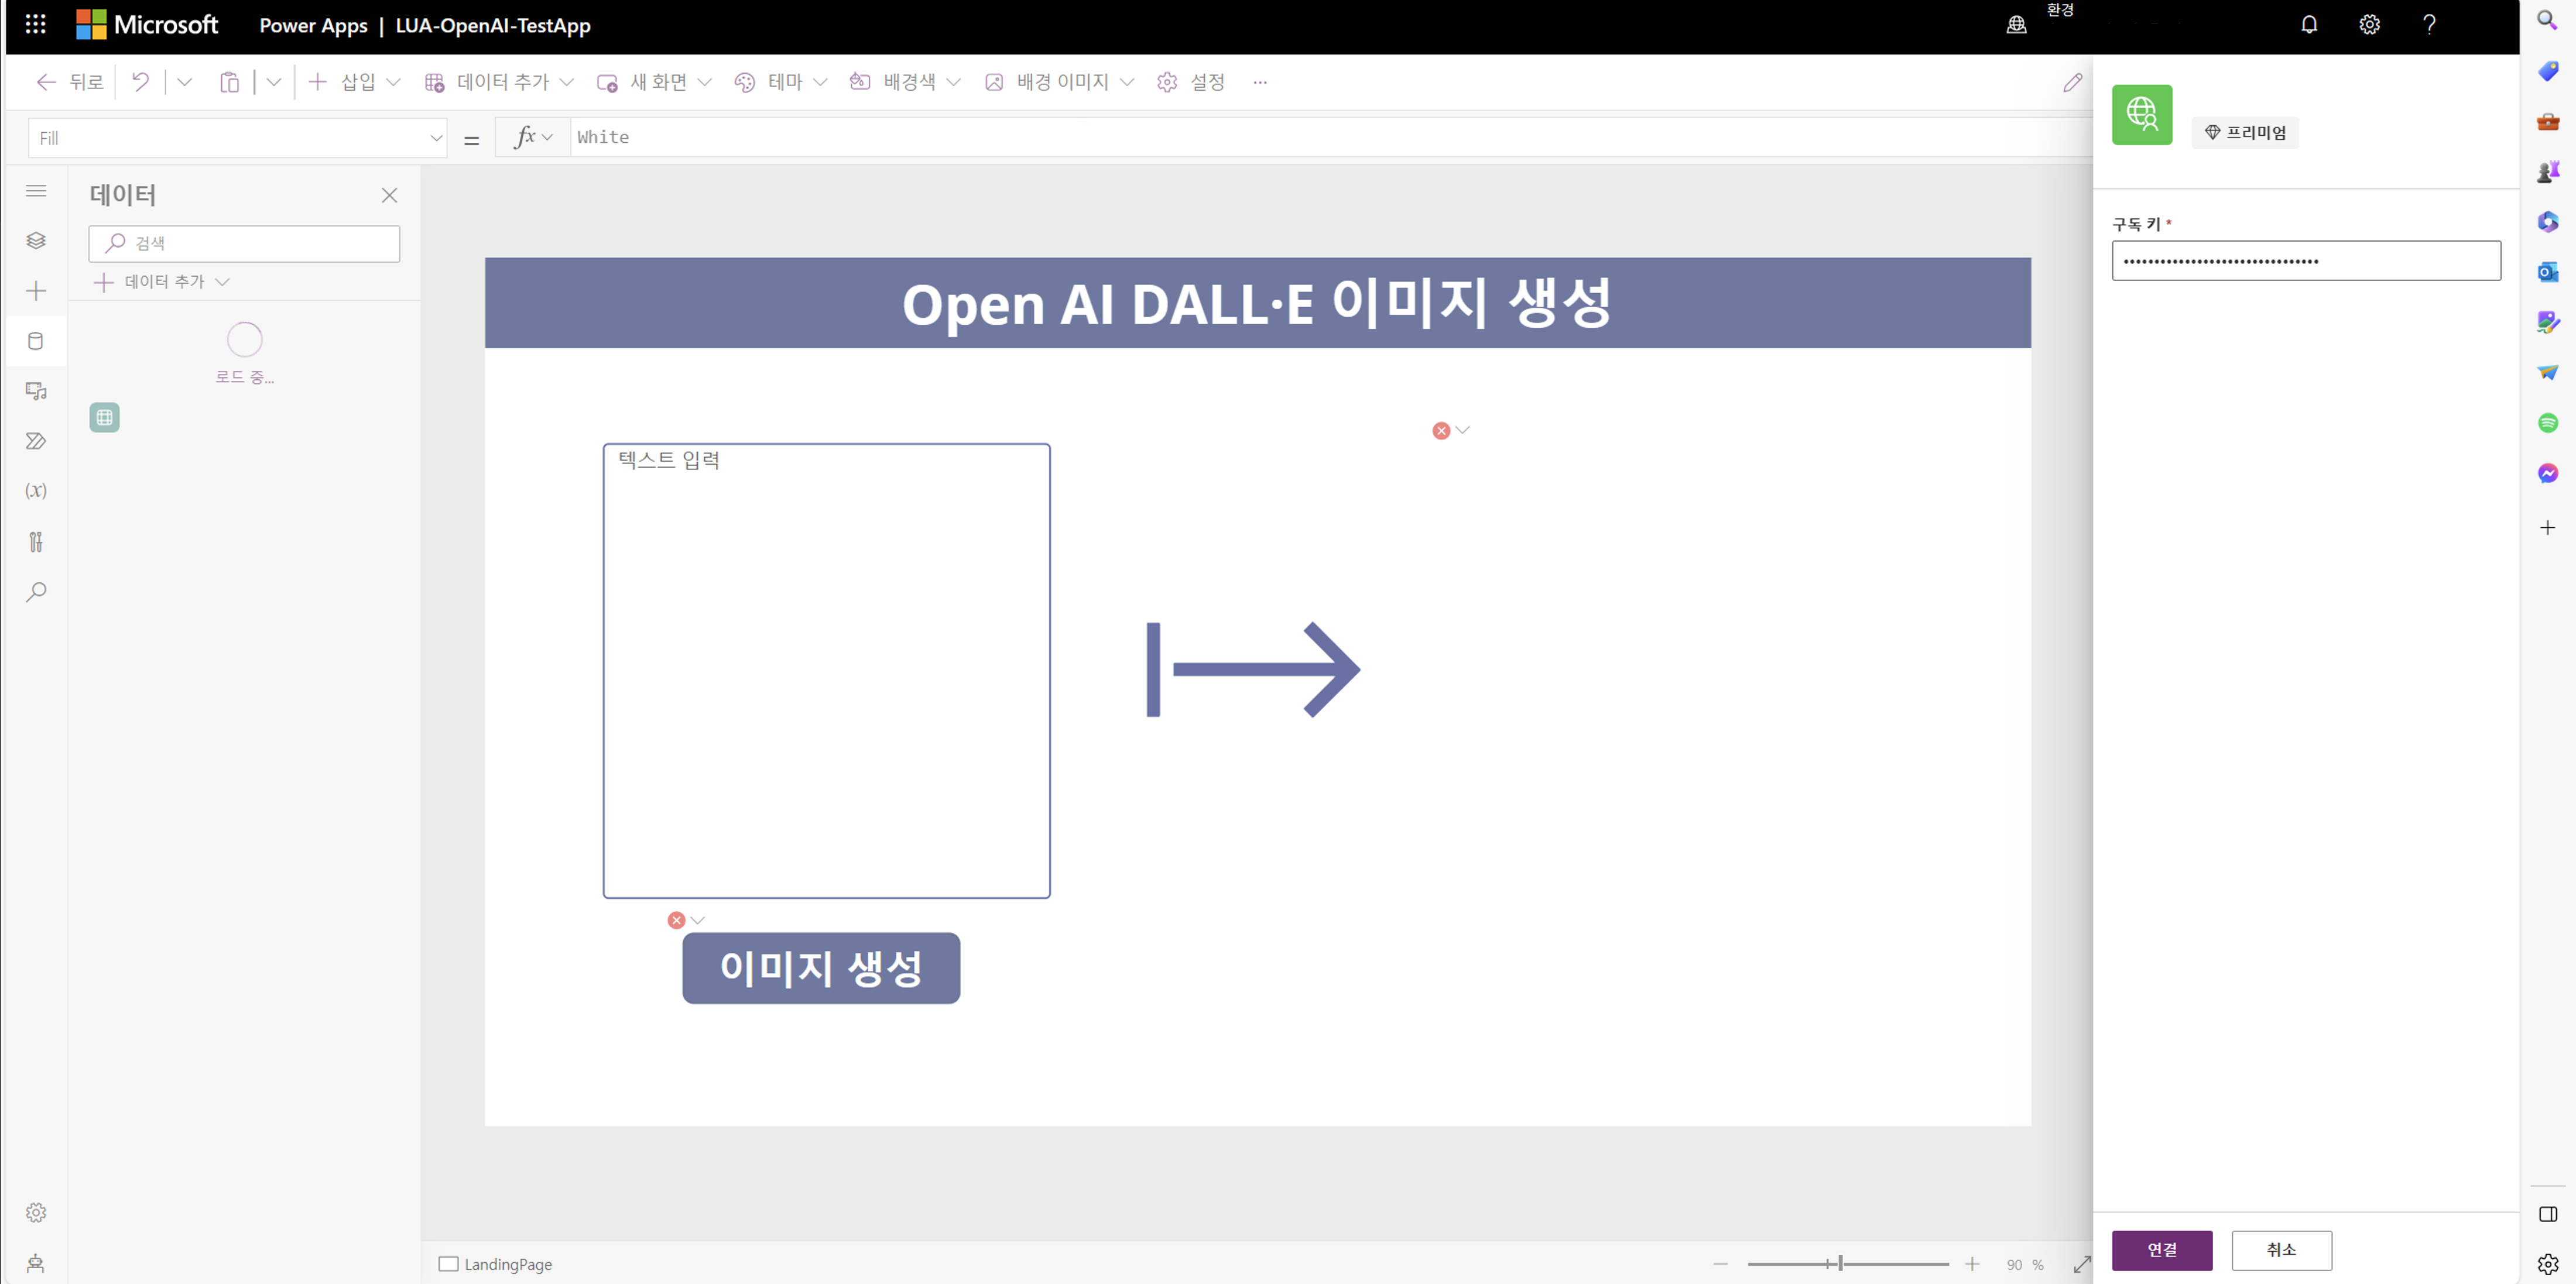 Microsoft Power Apps | LUA-OpenAI-TestApp 환경
뒤로 삽입 데이터 추가 새 화면 테마 배경색 배경 이미지 설정 ...
Fill = fx White
프리미엄
데이터
검색
데이터 추가
로드 중...
구독 키 *
••••••••••••••••••••••••••••••••
Open AI DALL·E 이미지 생성
텍스트 입력
(x)
이미지 생성
연결 취소
LandingPage 90 %